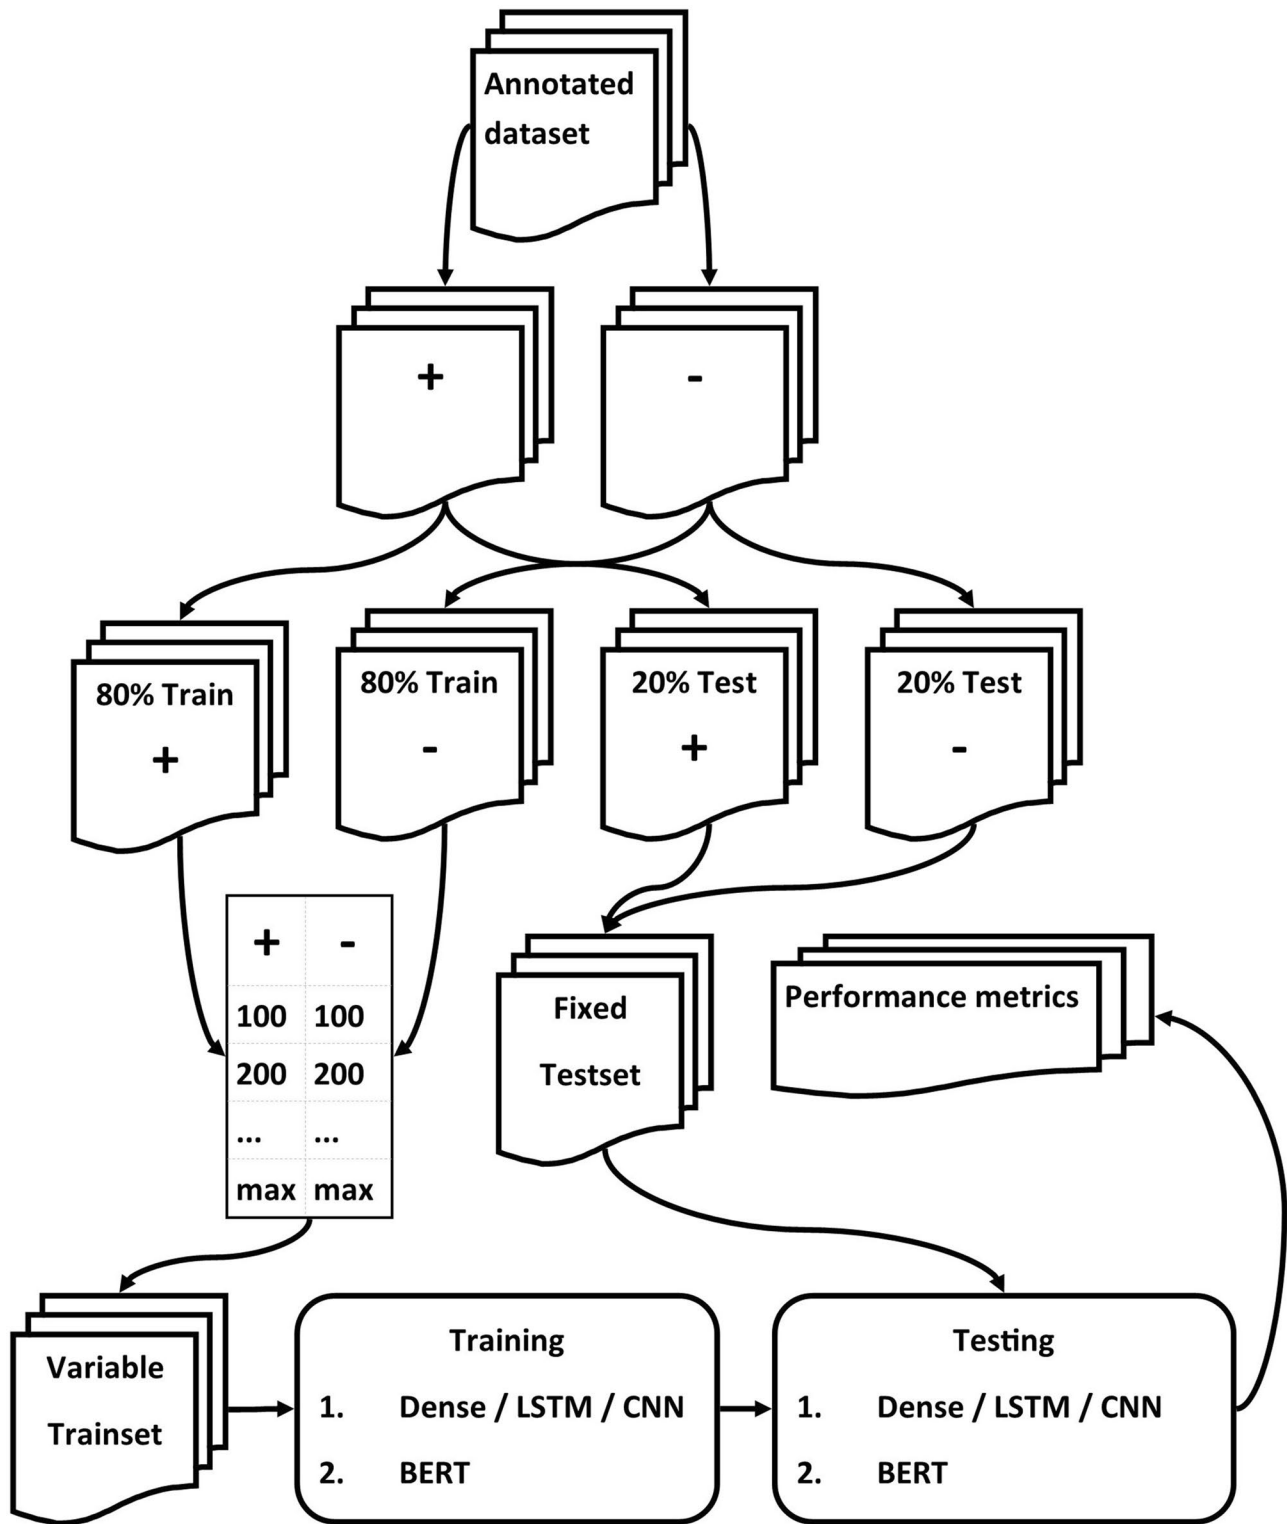 Annotated
dataset
+
-
80% Train
+
80% Train
-
20% Test
+
20% Test
-
+ -
100 100
200 200
... ...
max max
Fixed
Testset
Performance metrics
Variable
Trainset
Training
1. Dense / LSTM / CNN
2. BERT
Testing
1. Dense / LSTM / CNN
2. BERT